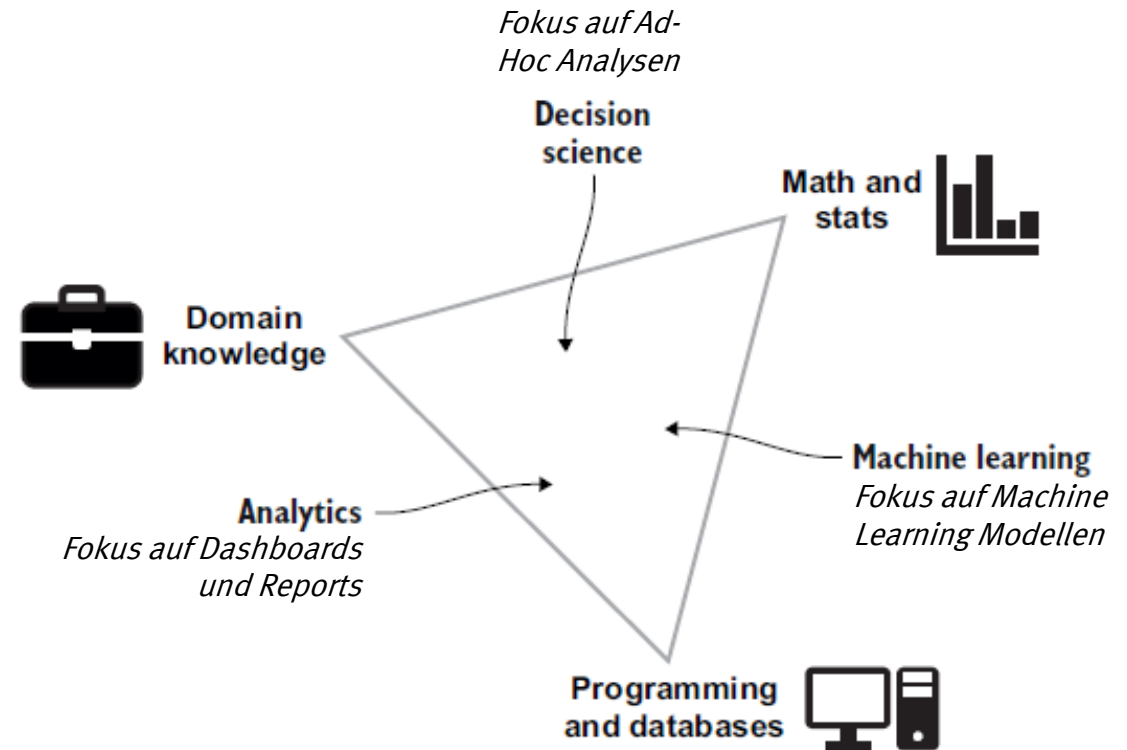 Fokus auf Ad-
Hoc Analysen
Decision
science
Math and
stats
Domain
knowledge
Machine learning
Fokus auf Machine
Learning Modellen
Analytics
Fokus auf Dashboards
und Reports
Programming
and databases